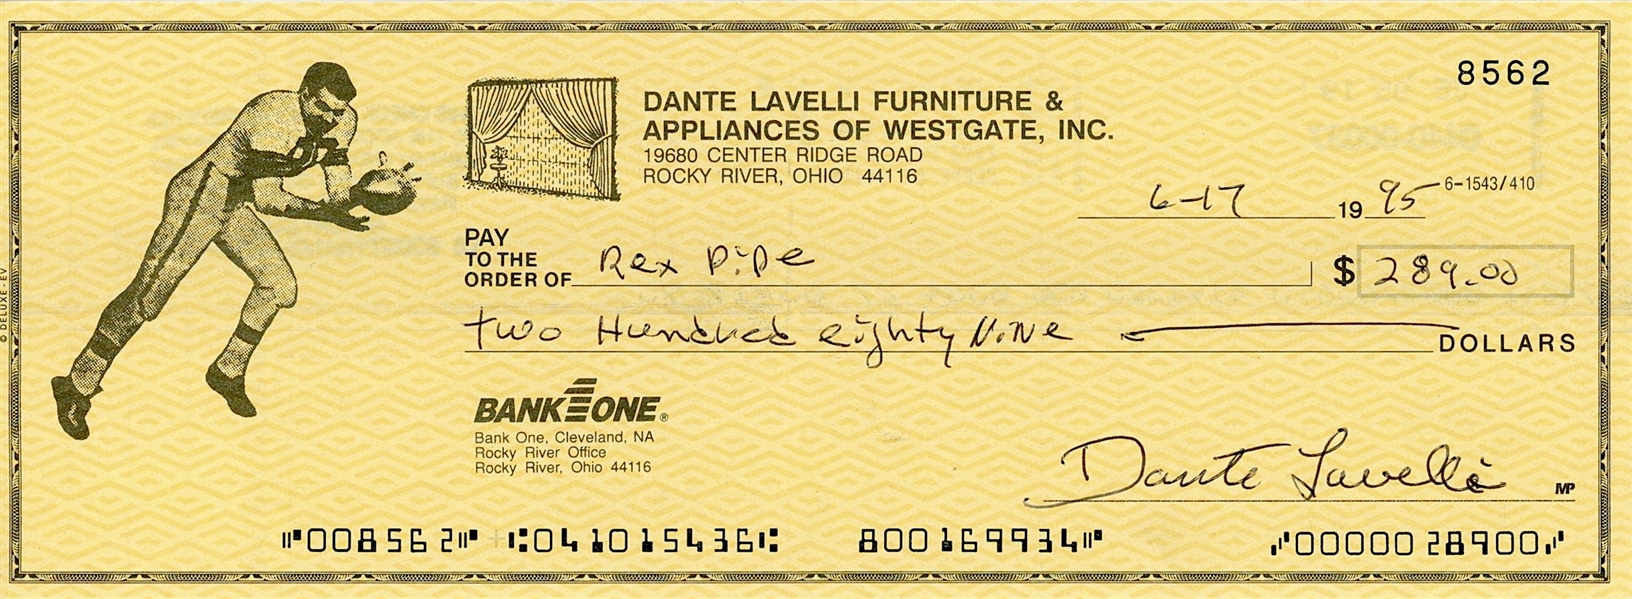 8562
DANTE LAVELLI FURNITURE &
APPLIANCES OF WESTGATE, INC.
19680 CENTER RIDGE ROAD
ROCKY RIVER, OHIO 44116
6-17 19 95 6-1543/410
PAY
TO THE
ORDER OF Rex Pipe $ 289.00
Two Hundred eighty Nine DOLLARS
BANK ONE®
Bank One, Cleveland, NA
Rocky River Office
Rocky River, Ohio 44116
Dante Lavelli MP
⑈008562⑈ ⑆041015436⑆ 800169934⑈ ⑇0000028900⑇
© DELUXE - EV